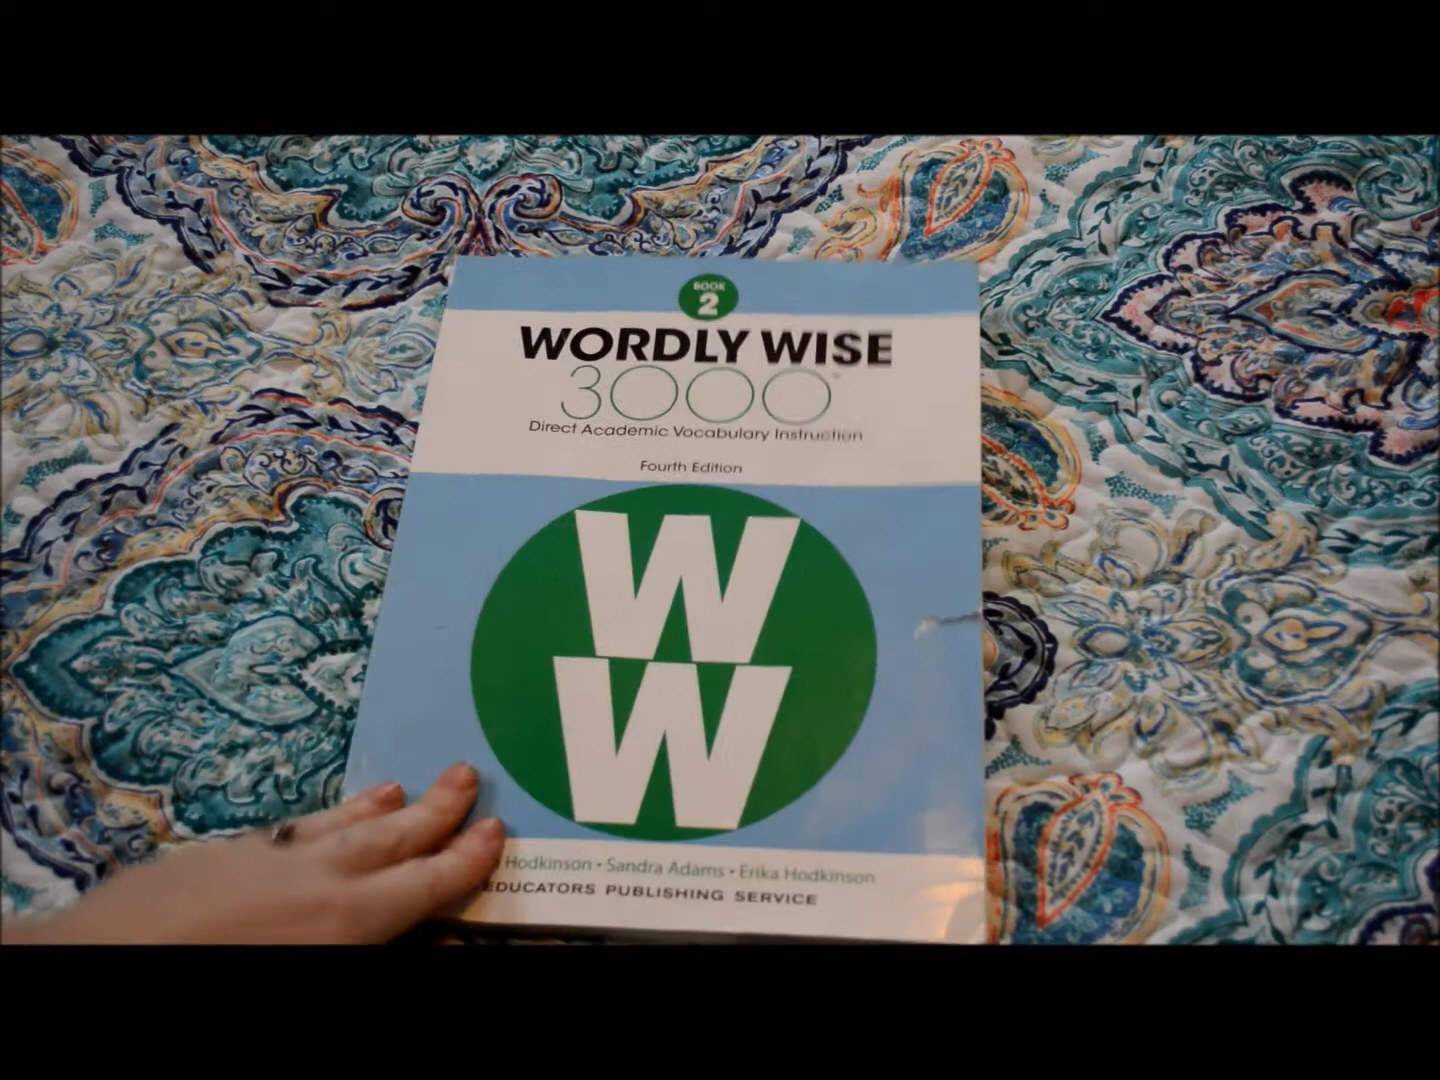 BOOK
2
WORDLY WISE
3000®
Direct Academic Vocabulary Instruction
Fourth Edition
W
W
Hodkinson • Sandra Adams • Erika Hodkinson
EDUCATORS PUBLISHING SERVICE